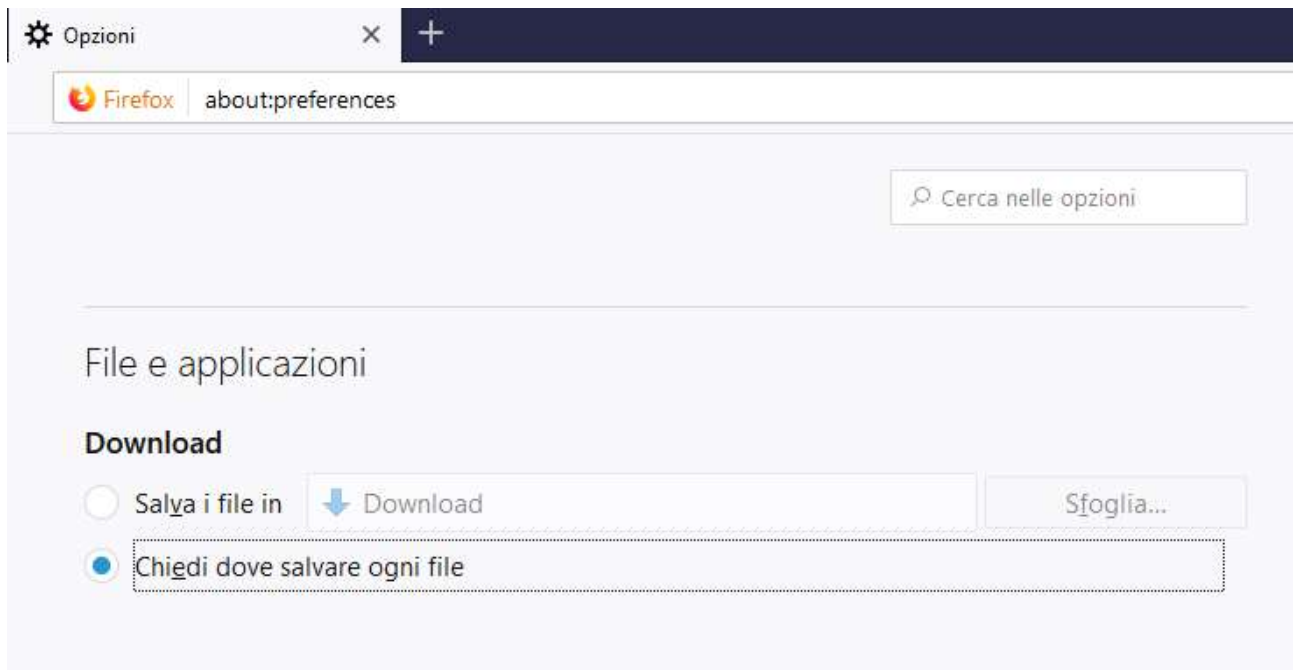 Opzioni
Firefox about:preferences
Cerca nelle opzioni
File e applicazioni
Download
Salva i file in Download Sfoglia...
Chiedi dove salvare ogni file